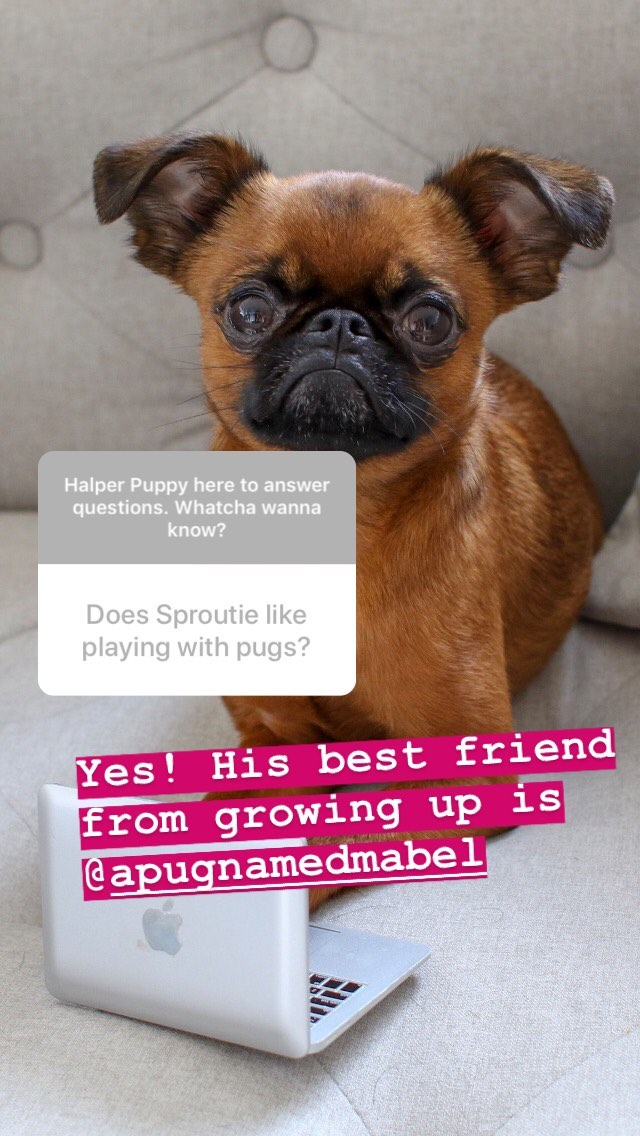 Halper Puppy here to answer
questions. Whatcha wanna
know?
Does Sproutie like
playing with pugs?
Yes! His best friend
from growing up is
@apugnamedmabel